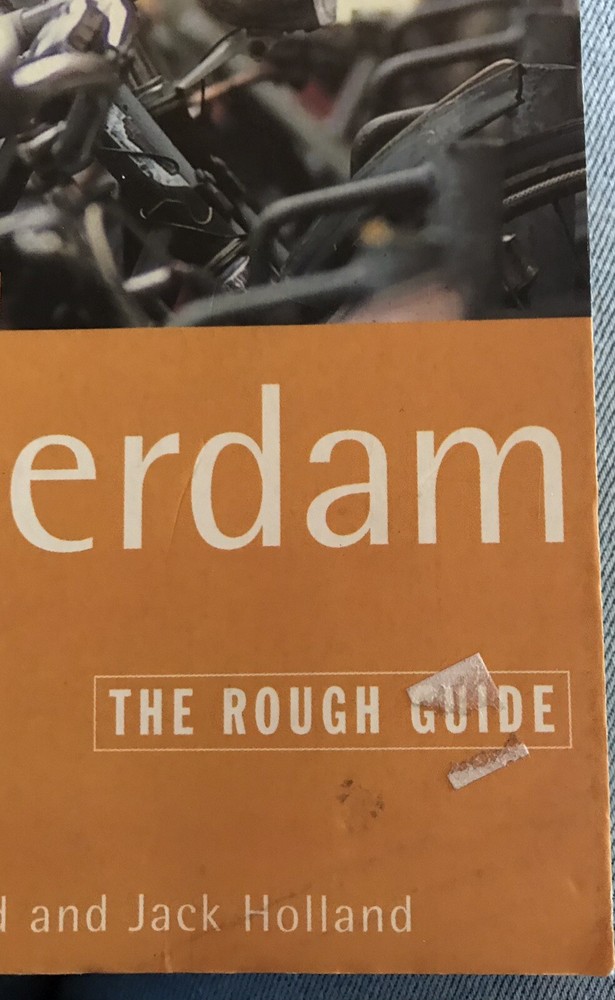 erdam
THE ROUGH GUIDE
d and Jack Holland